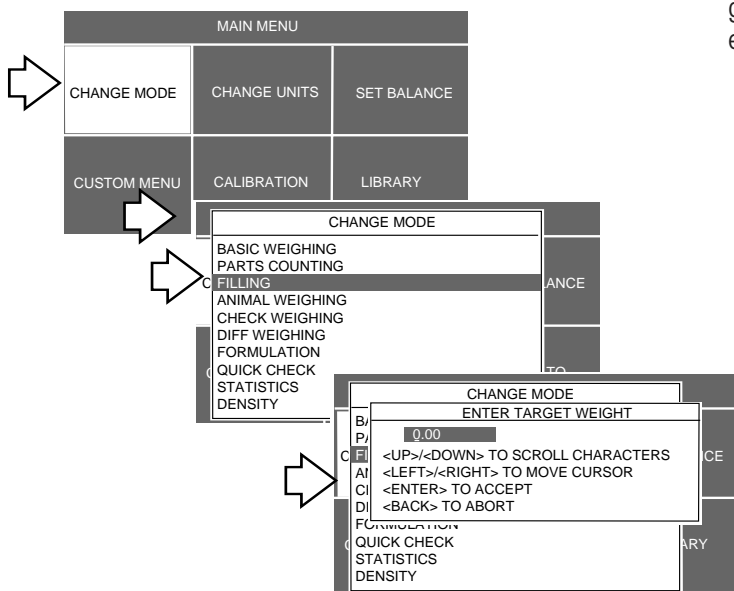 MAIN MENU
CHANGE MODE
CHANGE UNITS
SET BALANCE
CUSTOM MENU
CALIBRATION
LIBRARY
CHANGE MODE
BASIC WEIGHING
PARTS COUNTING
FILLING
ANIMAL WEIGHING
CHECK WEIGHING
DIFF WEIGHING
FORMULATION
QUICK CHECK
STATISTICS
DENSITY
ANCE
TO
CHANGE MODE
ENTER TARGET WEIGHT
0.00
<UP>/<DOWN> TO SCROLL CHARACTERS
<LEFT>/<RIGHT> TO MOVE CURSOR
<ENTER> TO ACCEPT
<BACK> TO ABORT
FORMULATION
QUICK CHECK
STATISTICS
DENSITY
ICE
ARY